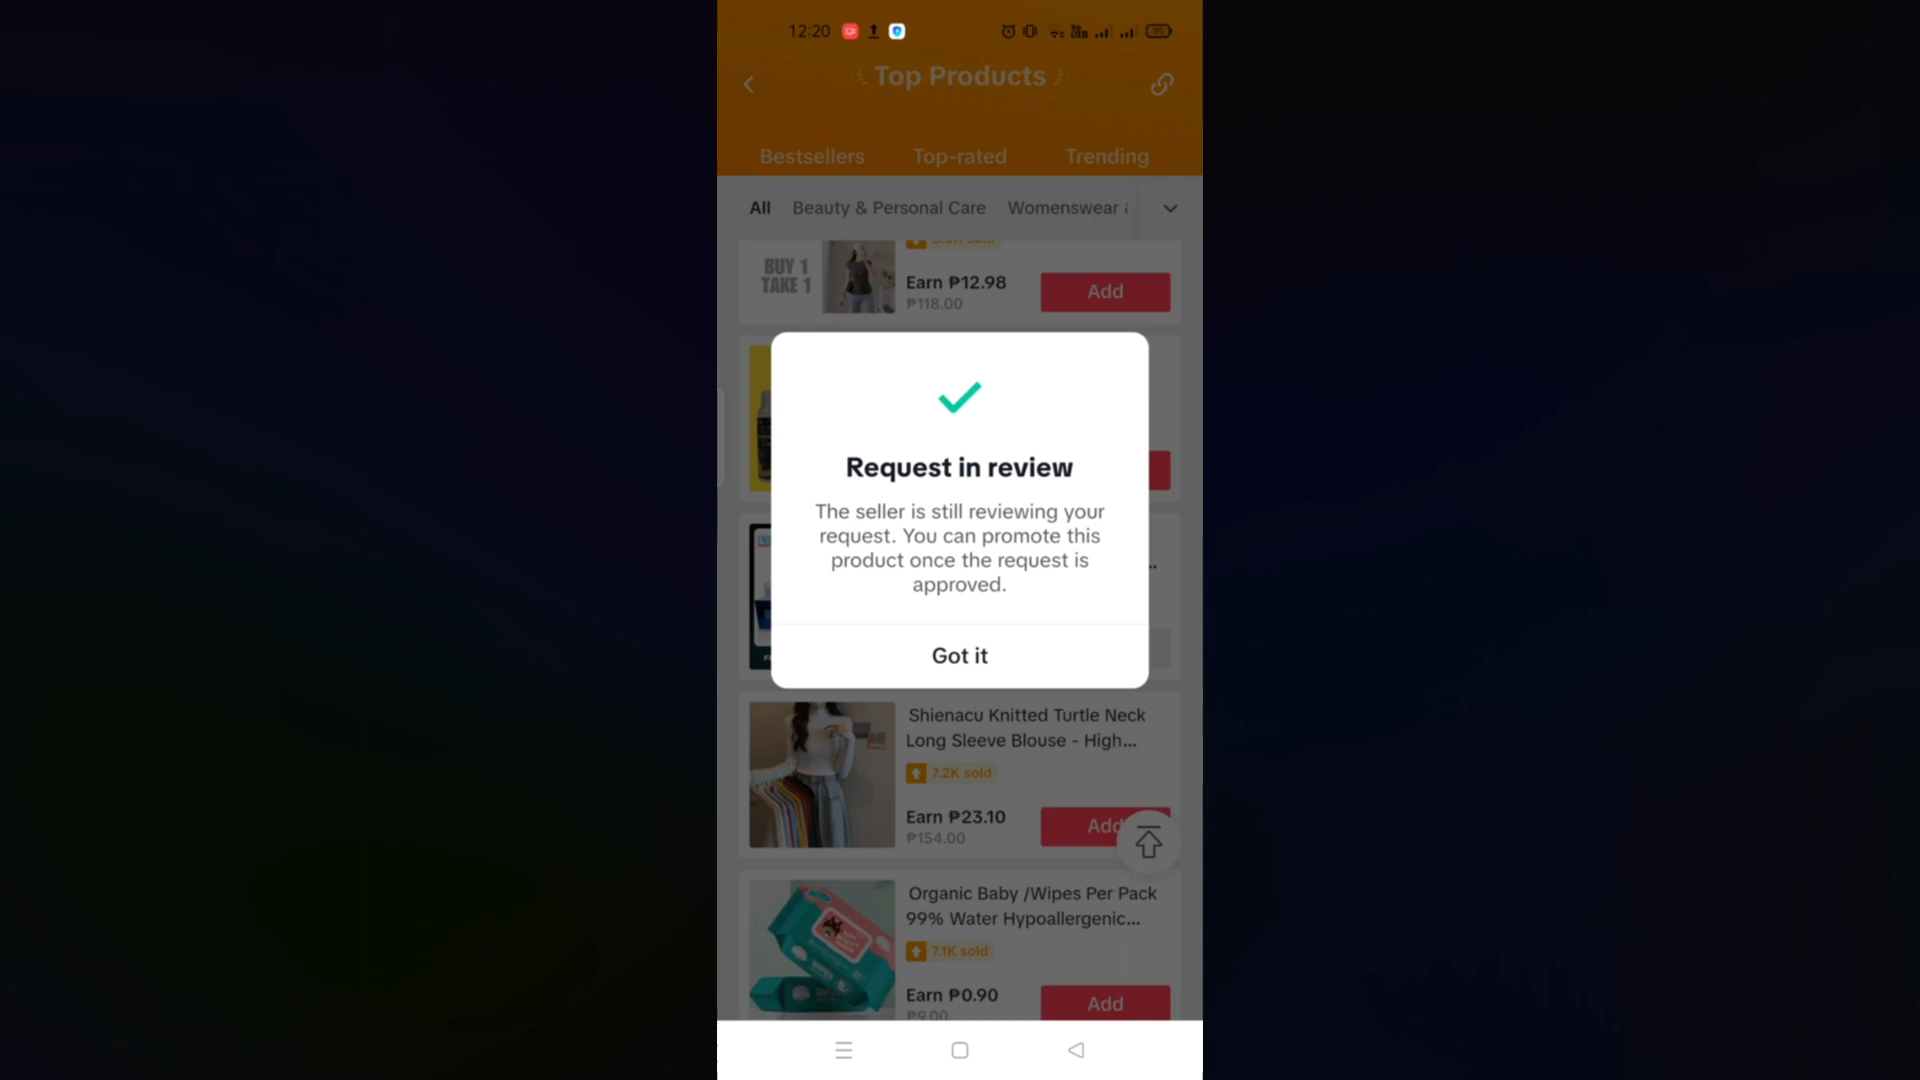 12:20
95
Top Products
Bestsellers Top-rated Trending
All Beauty & Personal Care Womenswear &
BUY 1
TAKE 1
Earn ₱12.98
₱118.00
Add
Request in review
The seller is still reviewing your
request. You can promote this
product once the request is
approved.
Got it
Shienacu Knitted Turtle Neck
Long Sleeve Blouse - High...
7.2K sold
Earn ₱23.10
₱154.00
Add
Organic Baby /Wipes Per Pack
99% Water Hypoallergenic...
7.1K sold
Earn ₱0.90
₱9.00
Add